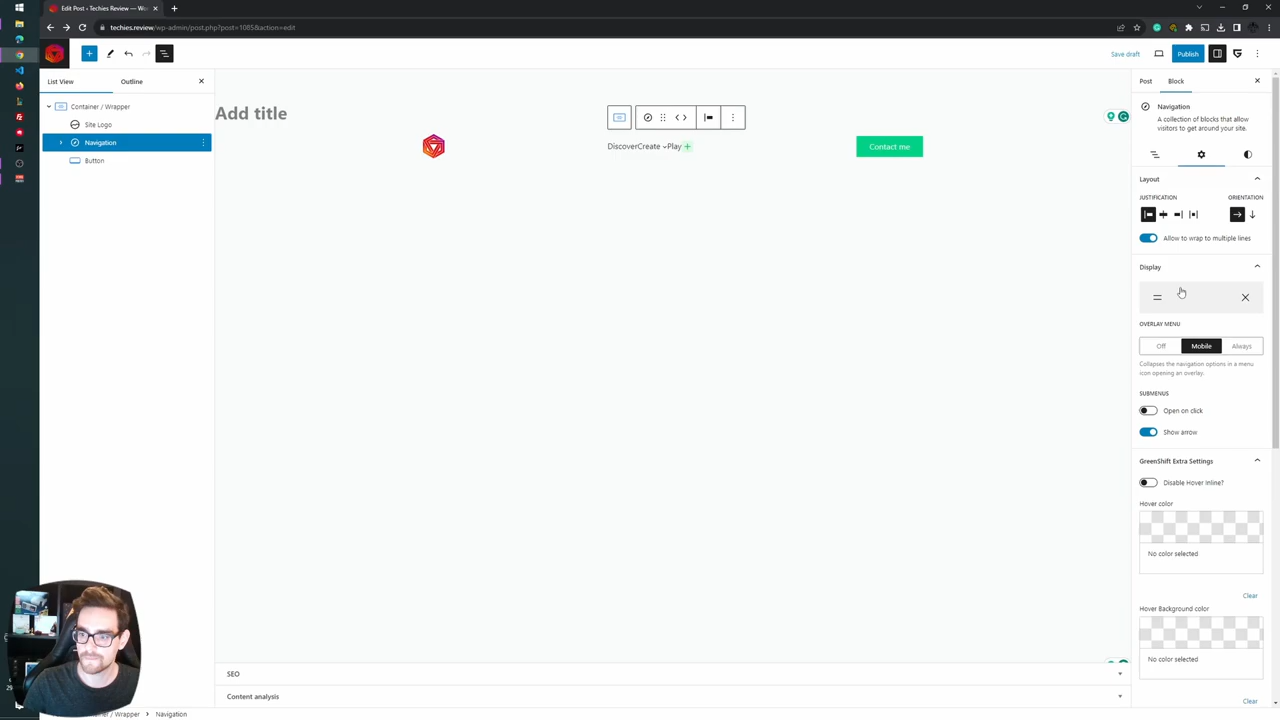 Edit Post ‹ Techies Review — Wo
techies.review/wp-admin/post.php?post=1085&action=edit
Save draft
Publish
List View
Outline
Post
Block
Container / Wrapper
Site Logo
Navigation
Button
Add title
DiscoverCreate
Play
Contact me
Navigation
A collection of blocks that allow
visitors to get around your site.
Layout
JUSTIFICATION
ORIENTATION
Allow to wrap to multiple lines
Display
OVERLAY MENU
Off
Mobile
Always
Collapses the navigation options in a menu
icon opening an overlay.
SUBMENUS
Open on click
Show arrow
GreenShift Extra Settings
Disable Hover Inline?
Hover color
No color selected
Clear
Hover Background color
No color selected
Clear
SEO
Content analysis
ontainer / Wrapper
Navigation